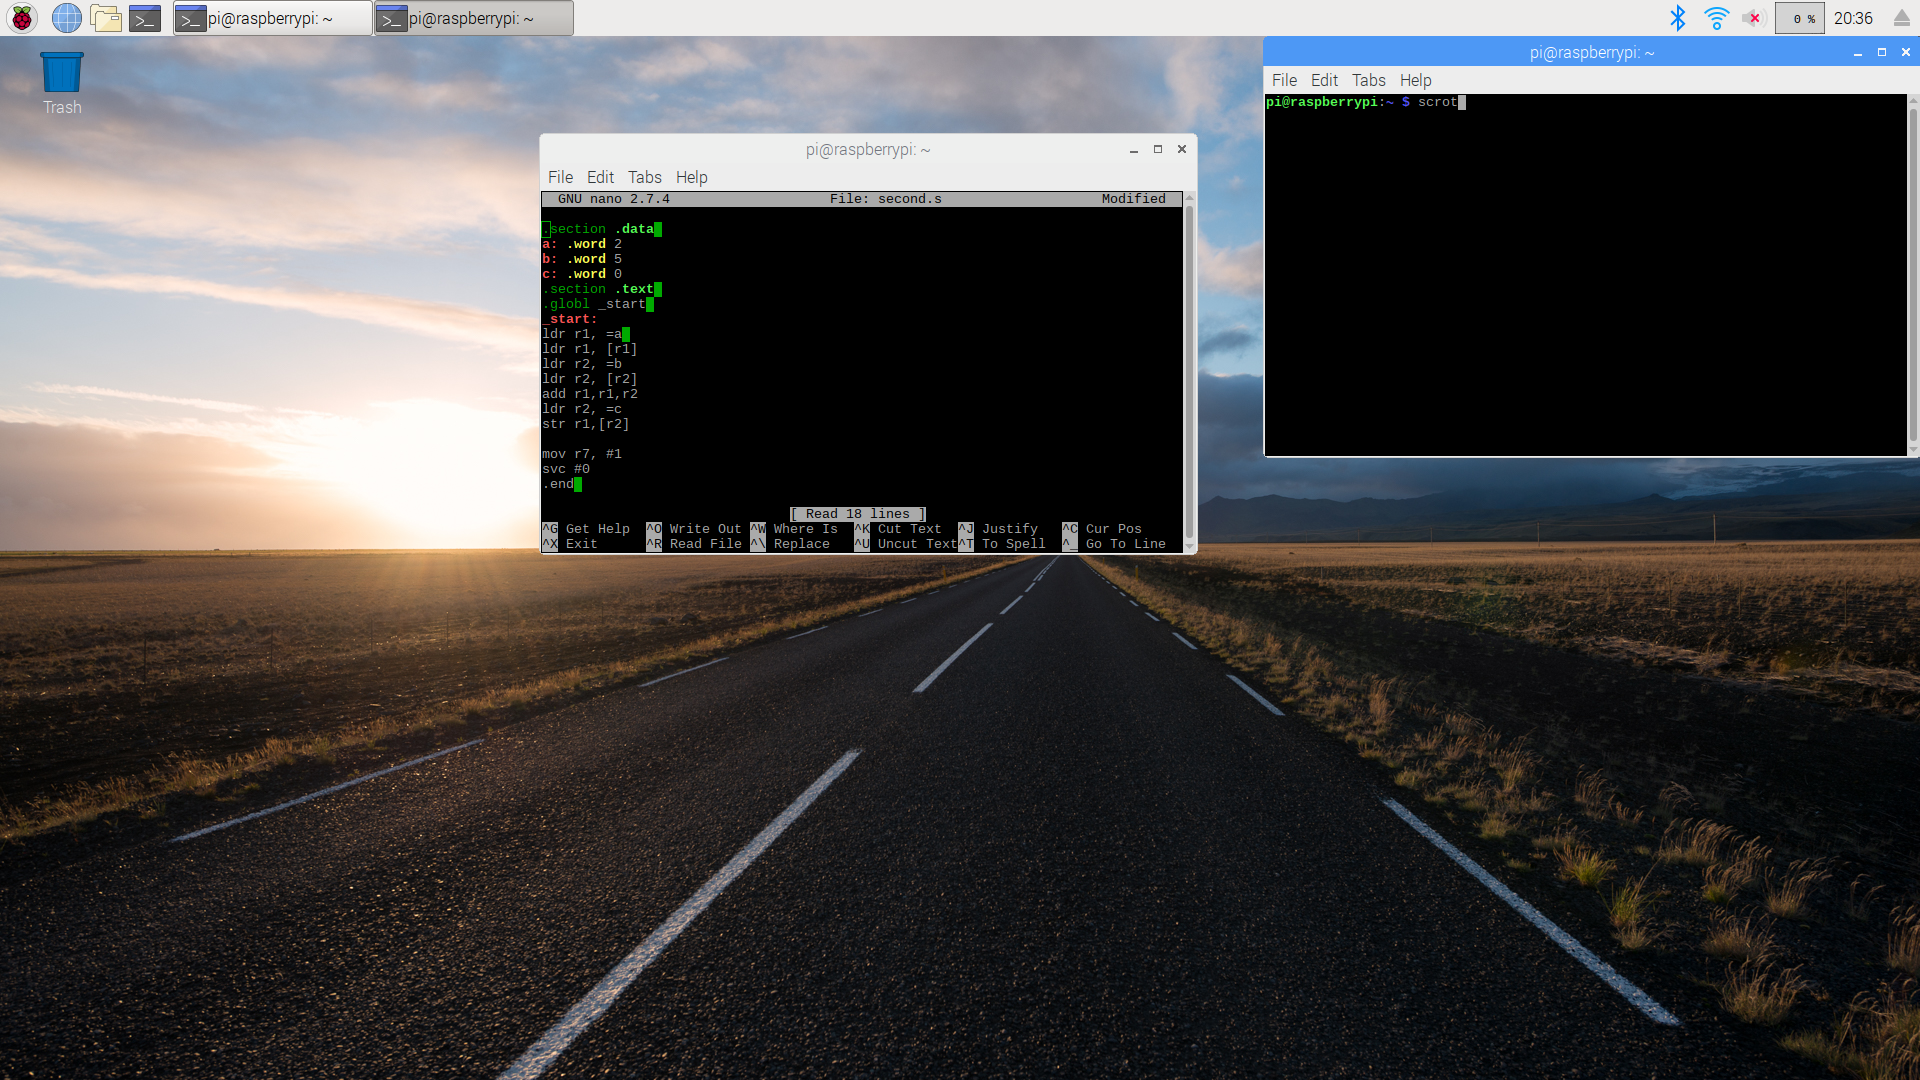 pi@raspberrypi: ~
pi@raspberrypi: ~
0 %
20:36
Trash
pi@raspberrypi: ~
File Edit Tabs Help
GNU nano 2.7.4 File: second.s Modified
.section .data
a: .word 2
b: .word 5
c: .word 0
.section .text
.globl _start
_start:
ldr r1, =a
ldr r1, [r1]
ldr r2, =b
ldr r2, [r2]
add r1,r1,r2
ldr r2, =c
str r1,[r2]
mov r7, #1
svc #0
.end
[ Read 18 lines ]
^G Get Help ^O Write Out ^W Where Is ^K Cut Text ^J Justify ^C Cur Pos
^X Exit ^R Read File ^\ Replace ^U Uncut Text ^T To Spell ^_ Go To Line
pi@raspberrypi: ~
File Edit Tabs Help
pi@raspberrypi:~ $ scrot